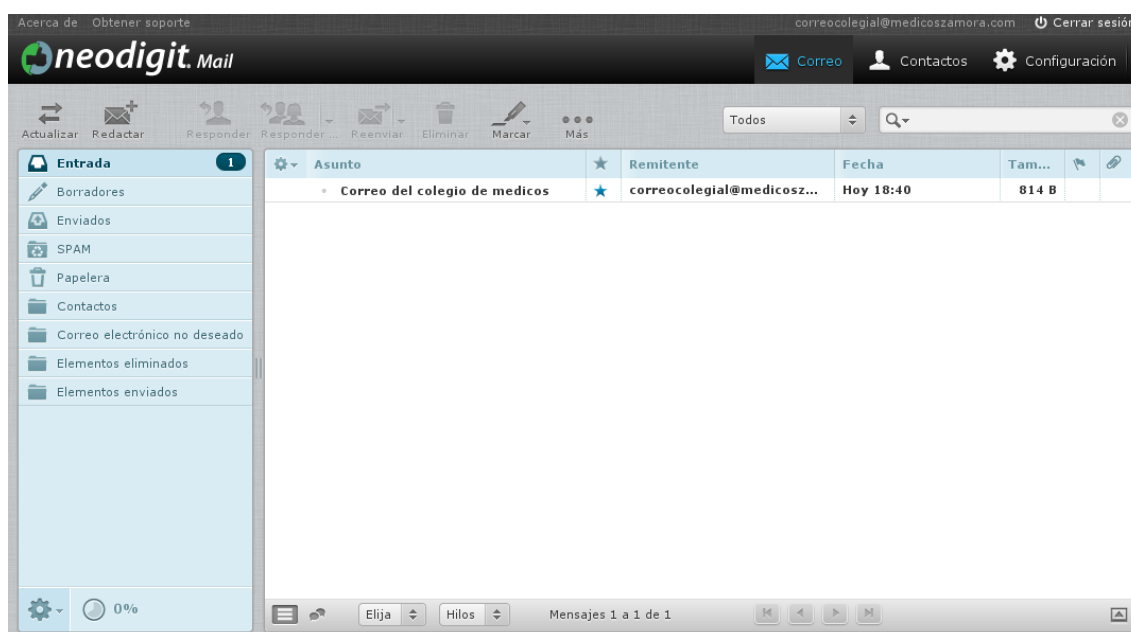 Acerca de Obtener soporte correocolegial@medicoszamora.com Cerrar sesión
neodigit. Mail Correo Contactos Configuración
Actualizar Redactar Responder Responder ... Reenviar Eliminar Marcar Más Todos
Entrada 1 Asunto Remitente Fecha Tam...
Borradores Correo del colegio de medicos correocolegial@medicosz... Hoy 18:40 814 B
Enviados
SPAM
Papelera
Contactos
Correo electrónico no deseado
Elementos eliminados
Elementos enviados
0% Elija Hilos Mensajes 1 a 1 de 1